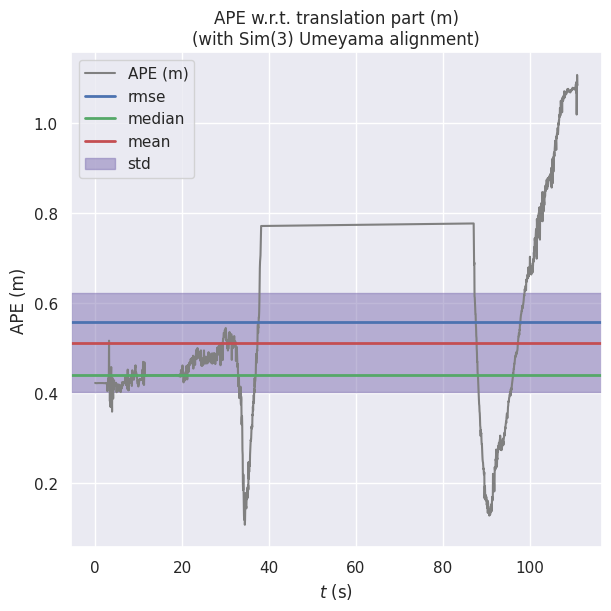 APE w.r.t. translation part (m)
(with Sim(3) Umeyama alignment)
APE (m)
rmse
median
mean
std
APE (m)
1.0
0.8
0.6
0.4
0.2
0 20 40 60 80 100
t (s)